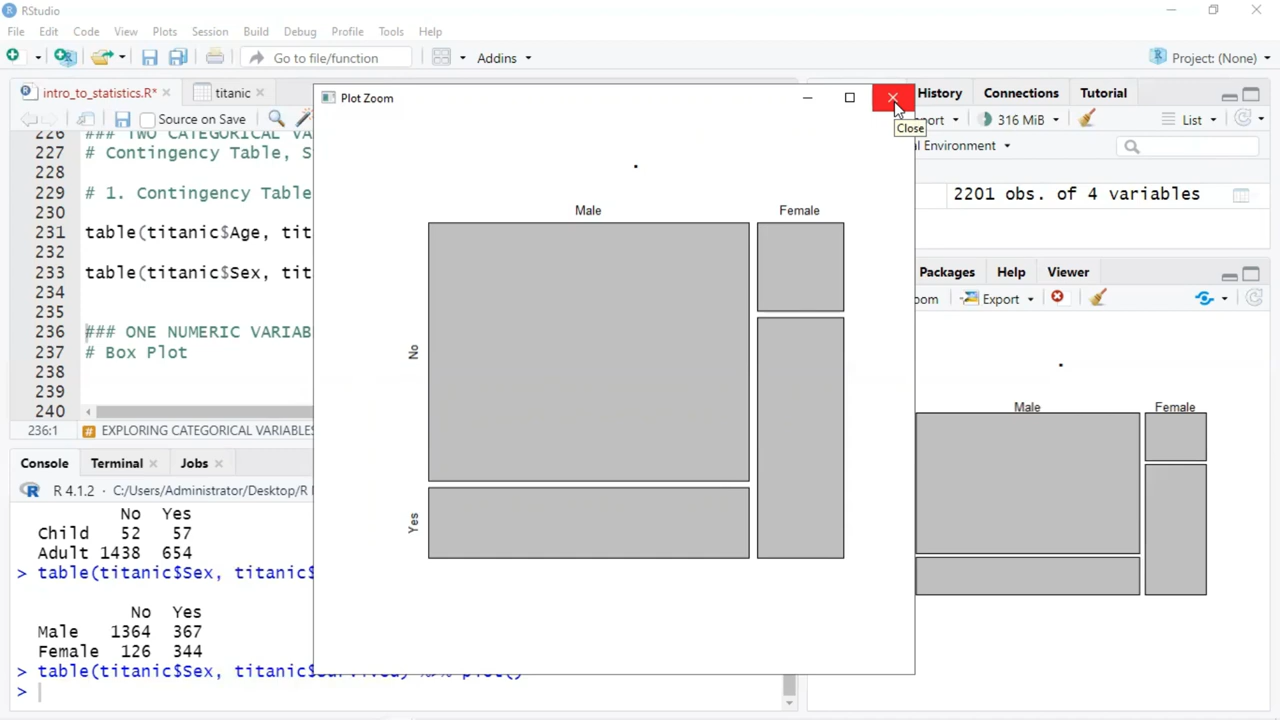 RStudio
File Edit Code View Plots Session Build Debug Profile Tools Help
Go to file/function Addins Project: (None)
intro_to_statistics.R* titanic
Source on Save
226 ### TWO CATEGORICAL VA
227 # Contingency Table, S
228
229 # 1. Contingency Table
230
231 table(titanic$Age, tit
232
233 table(titanic$Sex, tit
234
235
236 ### ONE NUMERIC VARIAB
237 # Box Plot
238
239
240
236:1 EXPLORING CATEGORICAL VARIABLES
Console Terminal Jobs
R 4.1.2 · C:/Users/Administrator/Desktop/R
No Yes
Child 52 57
Adult 1438 654
> table(titanic$Sex, titanic$
No Yes
Male 1364 367
Female 126 344
> table(titanic$Sex, titanic$
>
Plot Zoom
Close
Male Female
No
Yes
History Connections Tutorial
port 316 MiB List
l Environment
2201 obs. of 4 variables
Packages Help Viewer
oom Export
Male Female